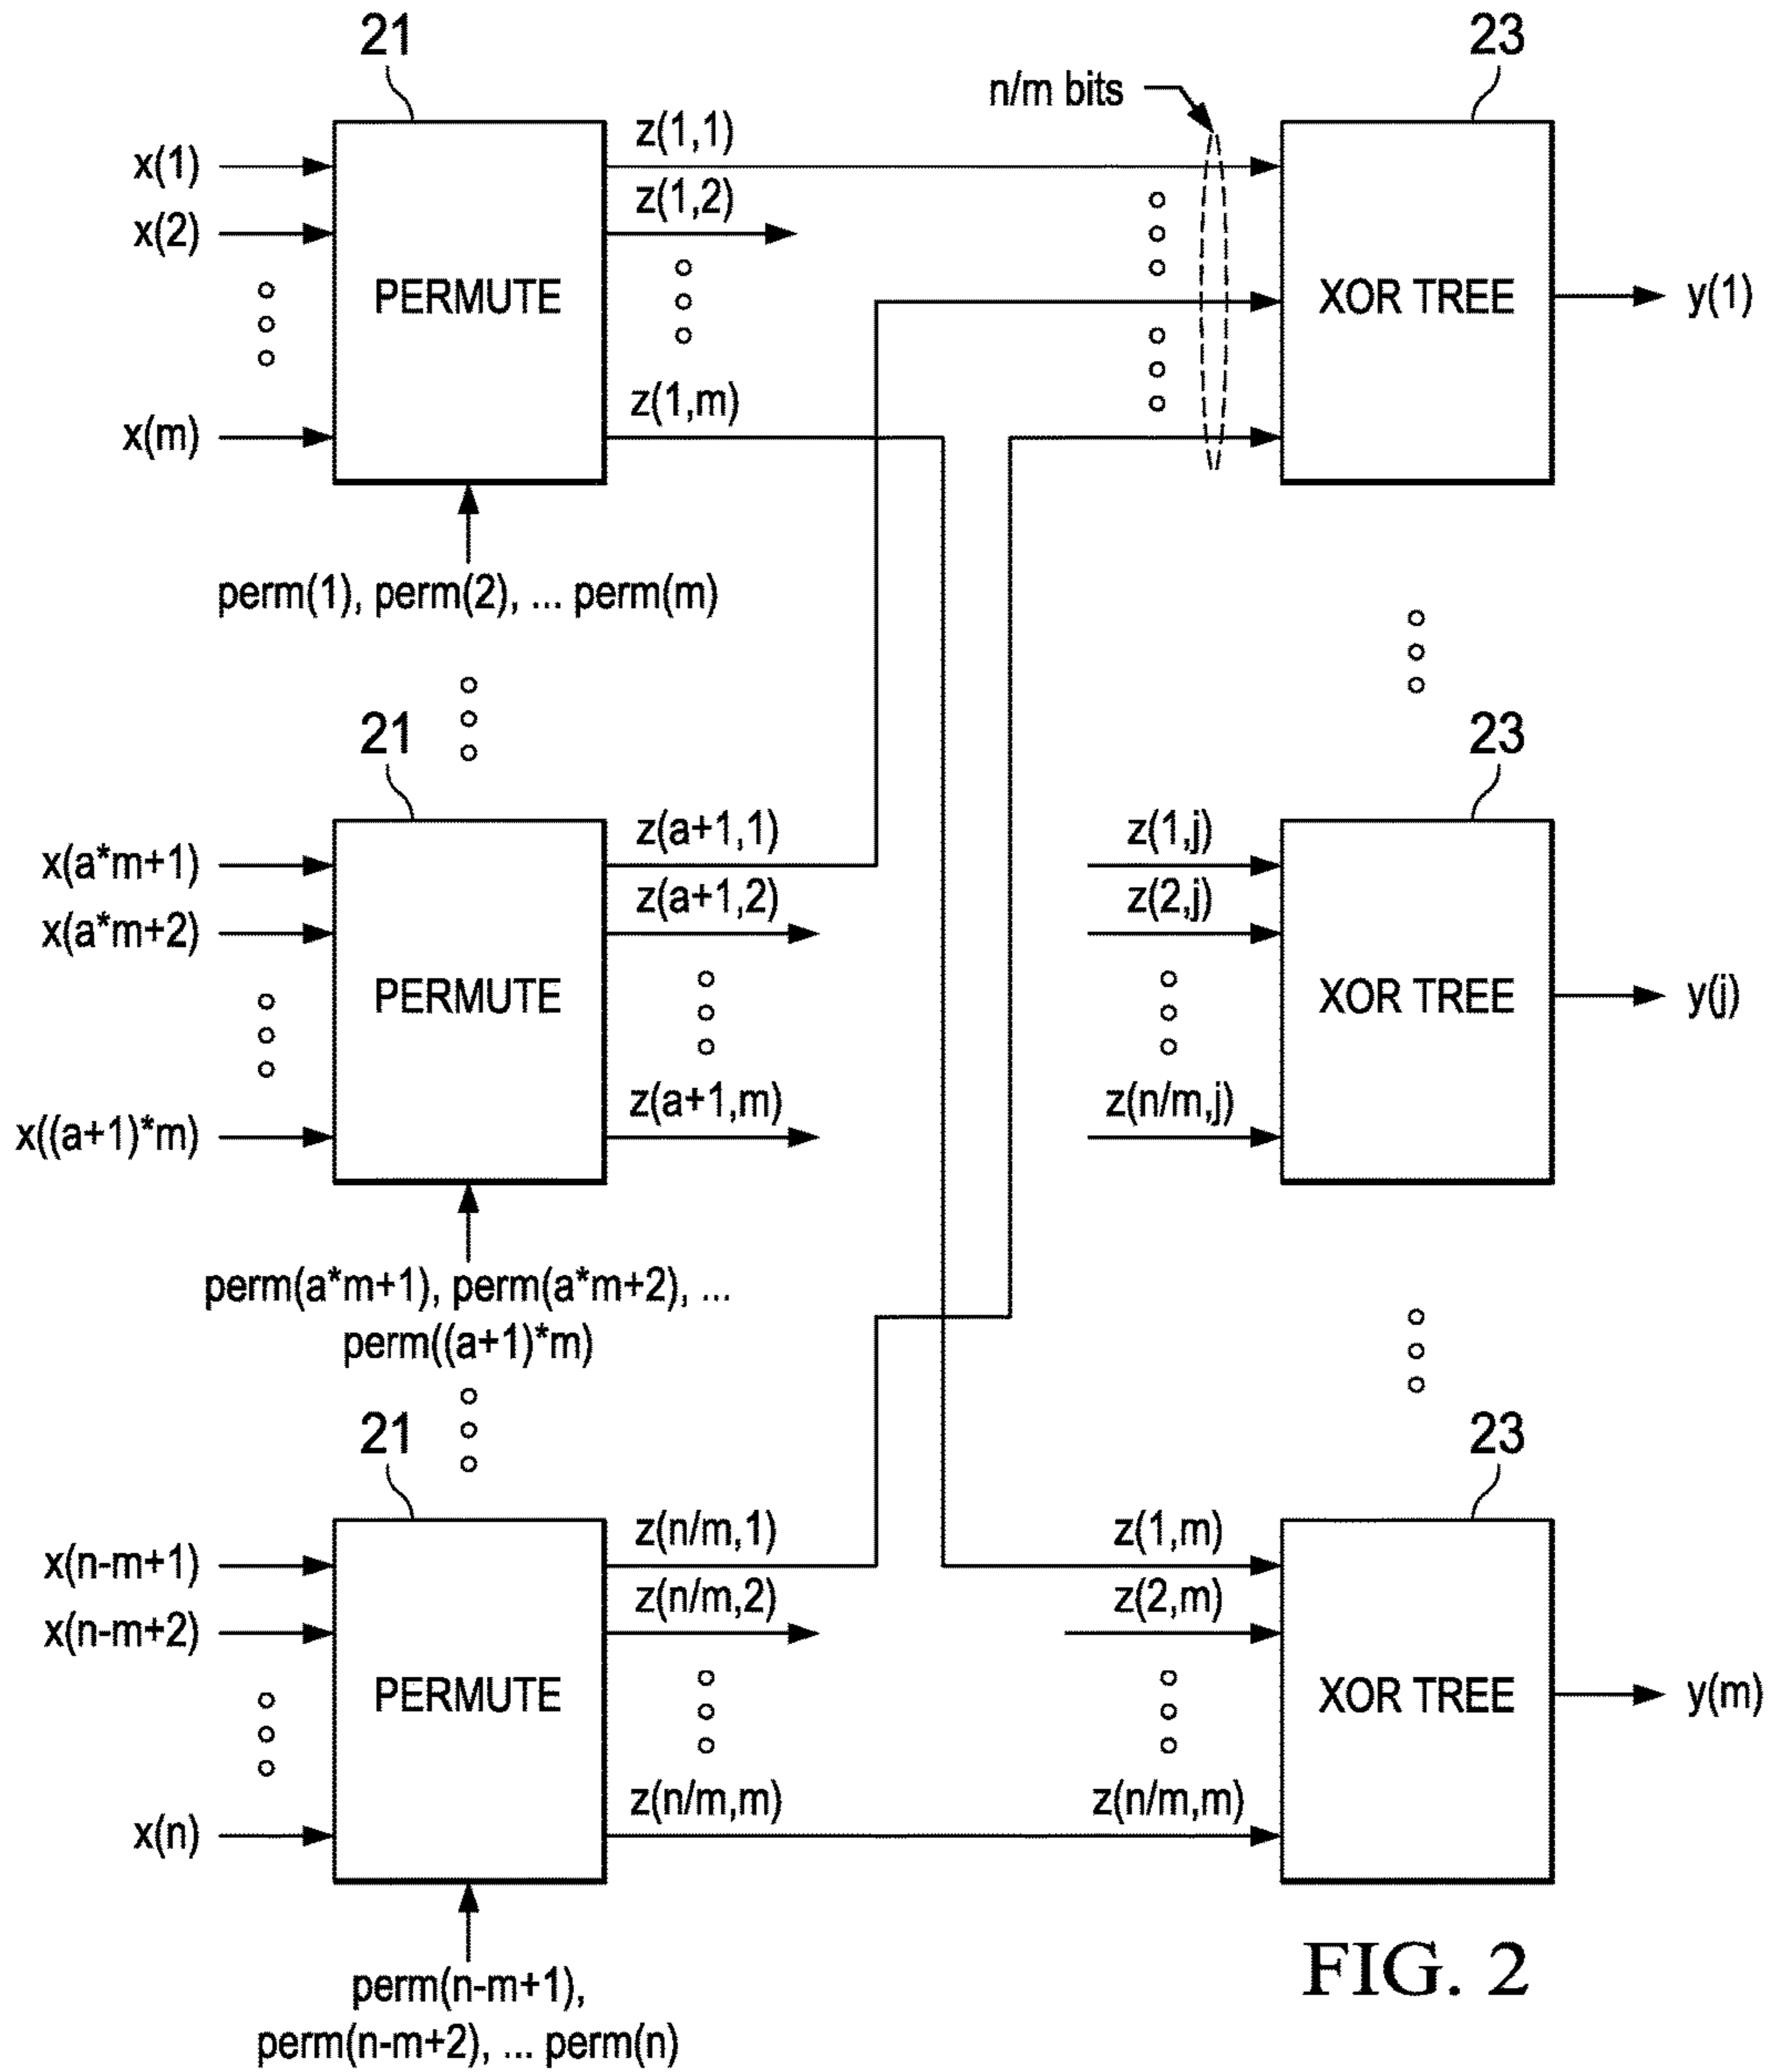 21
23
n/m bits
x(1)
x(2)
x(m)
PERMUTE
z(1,1)
z(1,2)
z(1,m)
XOR TREE
y(1)
perm(1), perm(2), ... perm(m)
21
23
x(a*m+1)
x(a*m+2)
x((a+1)*m)
PERMUTE
z(a+1,1)
z(a+1,2)
z(a+1,m)
z(1,j)
z(2,j)
z(n/m,j)
XOR TREE
y(j)
perm(a*m+1), perm(a*m+2), ...
perm((a+1)*m)
21
23
x(n-m+1)
x(n-m+2)
x(n)
PERMUTE
z(n/m,1)
z(n/m,2)
z(n/m,m)
z(1,m)
z(2,m)
z(n/m,m)
XOR TREE
y(m)
perm(n-m+1),
perm(n-m+2), ... perm(n)
FIG. 2